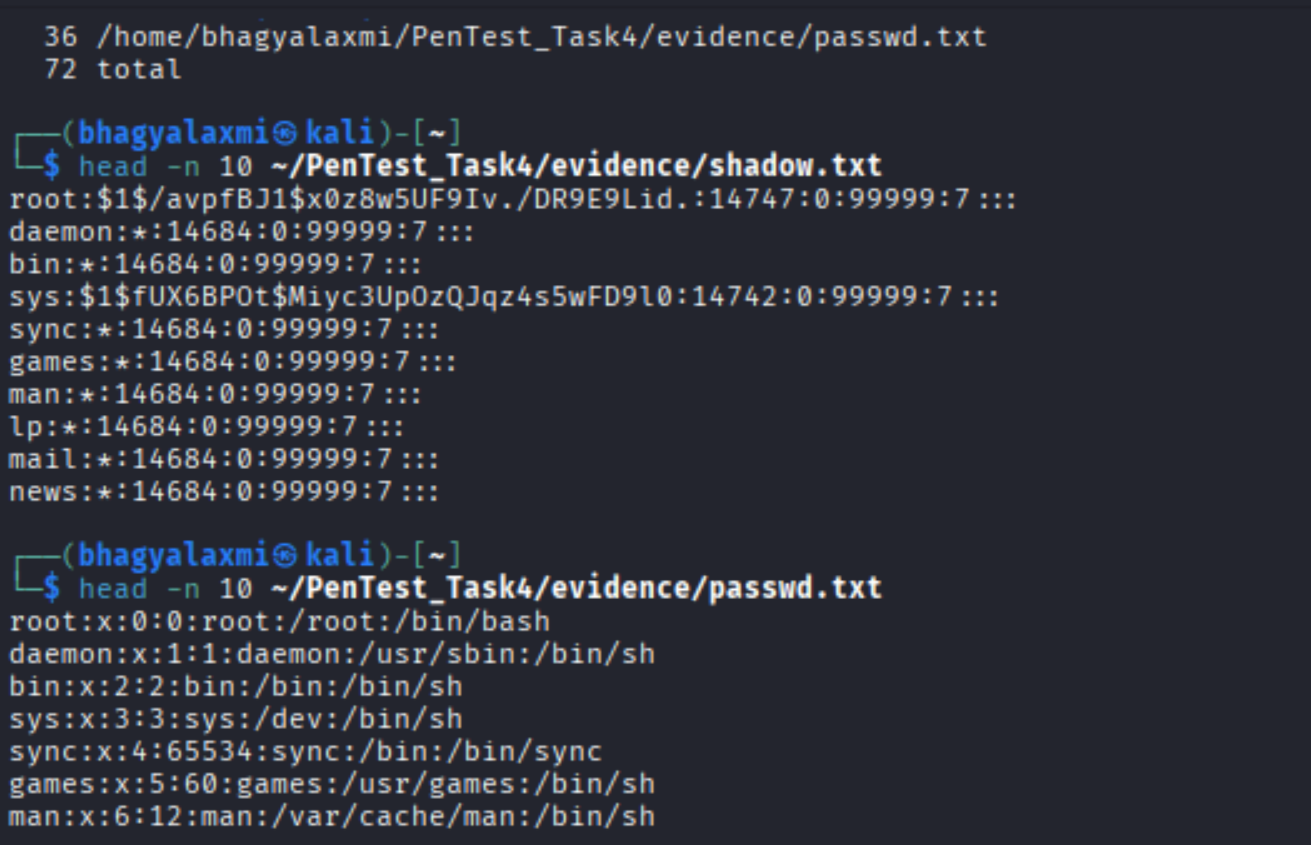 36 /home/bhagyalaxmi/PenTest_Task4/evidence/passwd.txt
72 total
┌──(bhagyalaxmi㉿kali)-[~]
└─$ head -n 10 ~/PenTest_Task4/evidence/shadow.txt
root:$1$/avpfBJ1$x0z8w5UF9Iv./DR9E9Lid.:14747:0:99999:7:::
daemon:*:14684:0:99999:7:::
bin:*:14684:0:99999:7:::
sys:$1$fUX6BPOt$Miyc3UpOzQJqz4s5wFD9l0:14742:0:99999:7:::
sync:*:14684:0:99999:7:::
games:*:14684:0:99999:7:::
man:*:14684:0:99999:7:::
lp:*:14684:0:99999:7:::
mail:*:14684:0:99999:7:::
news:*:14684:0:99999:7:::
┌──(bhagyalaxmi㉿kali)-[~]
└─$ head -n 10 ~/PenTest_Task4/evidence/passwd.txt
root:x:0:0:root:/root:/bin/bash
daemon:x:1:1:daemon:/usr/sbin:/bin/sh
bin:x:2:2:bin:/bin:/bin/sh
sys:x:3:3:sys:/dev:/bin/sh
sync:x:4:65534:sync:/bin:/bin/sync
games:x:5:60:games:/usr/games:/bin/sh
man:x:6:12:man:/var/cache/man:/bin/sh